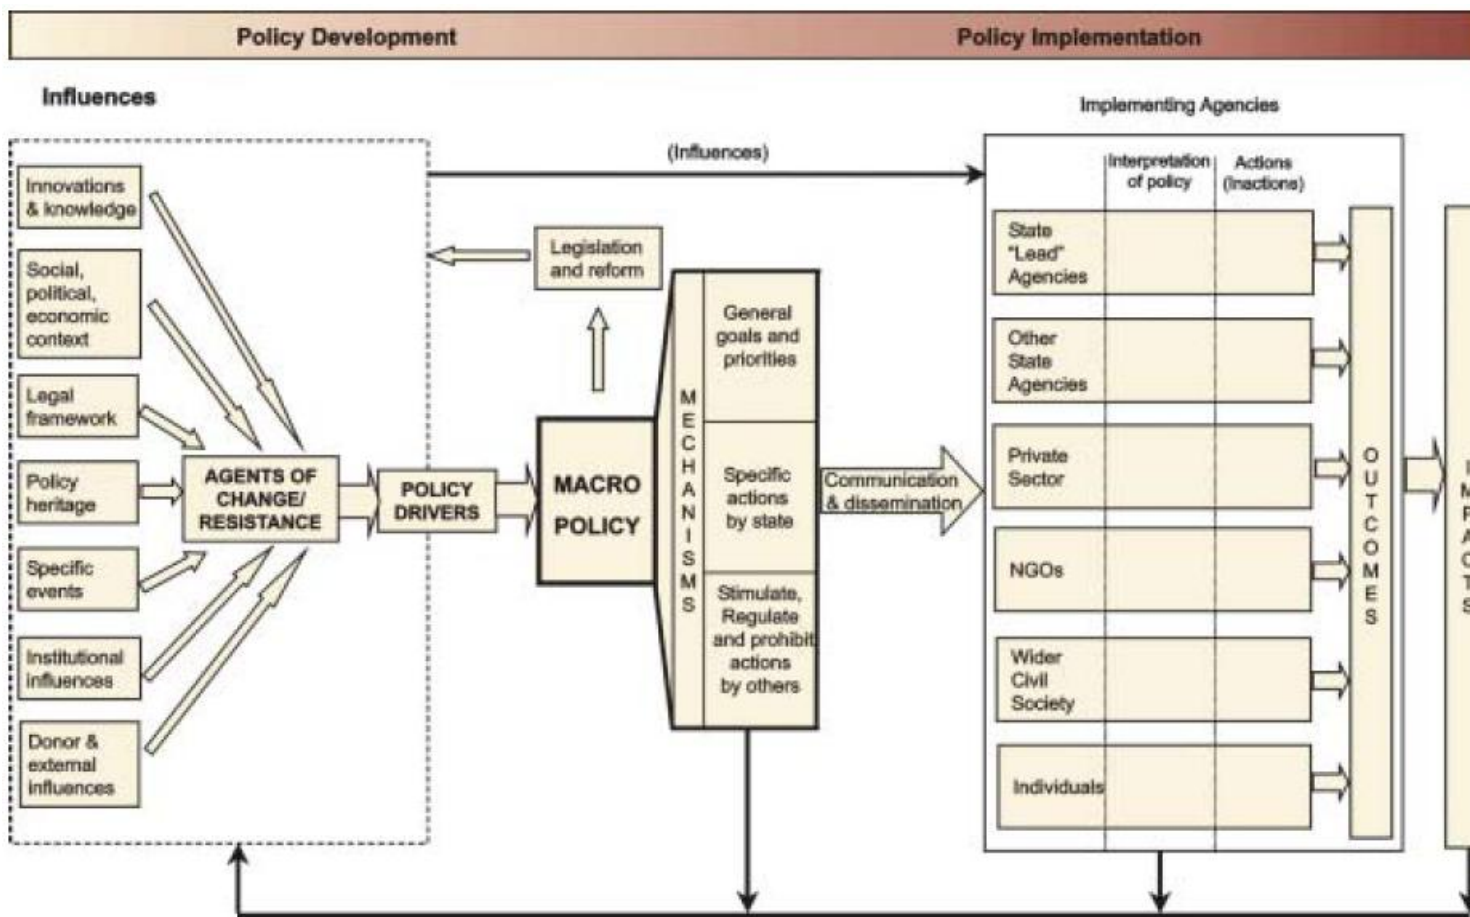 Policy Development
Policy Implementation
Influences
Implementing Agencies
(Influences)
Interpretation
of policy
Actions
(Inactions)
Innovations
& knowledge
Social,
political,
economic
context
Legal
framework
Policy
heritage
Specific
events
Institutional
influences
Donor &
external
influences
AGENTS OF
CHANGE/
RESISTANCE
POLICY
DRIVERS
Legislation
and reform
MACRO
POLICY
MECHANISMS
General
goals and
priorities
Specific
actions
by state
Stimulate,
Regulate
and prohibit
actions
by others
Communication
& dissemination
State
"Lead"
Agencies
Other
State
Agencies
Private
Sector
NGOs
Wider
Civil
Society
Individuals
OUTCOMES
IMPACTS